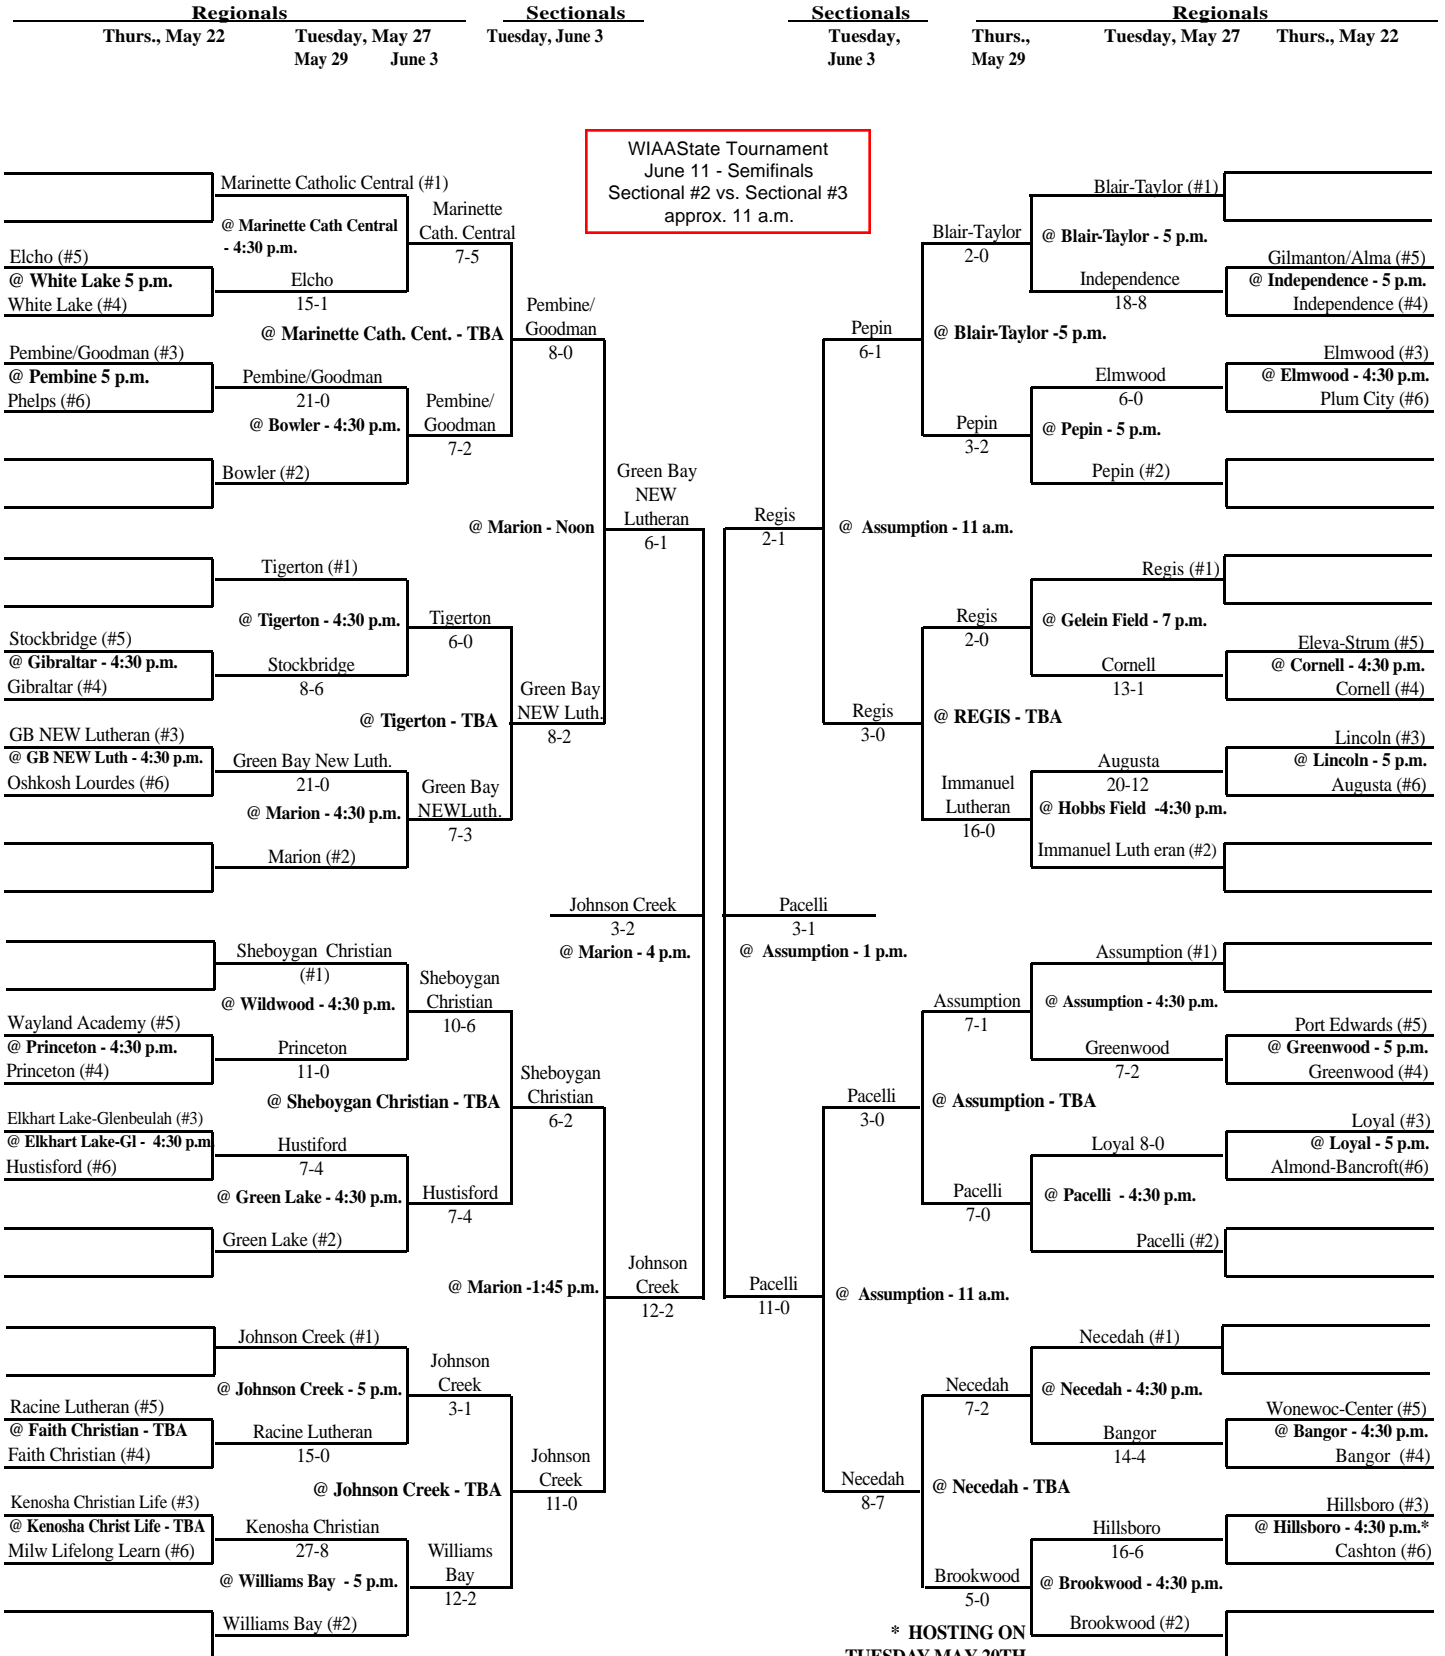 Regionals
Sectionals
Sectionals
Regionals
Thurs., May 22
Tuesday, May 27
Tuesday, June 3
Tuesday,
Thurs.,
Tuesday, May 27
Thurs., May 22
May 29
June 3
June 3
May 29
WIAAState Tournament
June 11 - Semifinals
Sectional #2 vs. Sectional #3
approx. 11 a.m.
Marinette Catholic Central (#1)
@ Marinette Cath Central
- 4:30 p.m.
Marinette
Cath. Central
7-5
Elcho (#5)
@ White Lake 5 p.m.
White Lake (#4)
Elcho
15-1
@ Marinette Cath. Cent. - TBA
Pembine/
Goodman
8-0
Pembine/Goodman (#3)
@ Pembine 5 p.m.
Phelps (#6)
Pembine/Goodman
21-0
@ Bowler - 4:30 p.m.
Pembine/
Goodman
7-2
Bowler (#2)
Green Bay
NEW
Lutheran
6-1
@ Marion - Noon
Tigerton (#1)
@ Tigerton - 4:30 p.m.
Tigerton
6-0
Stockbridge (#5)
@ Gibraltar - 4:30 p.m.
Gibraltar (#4)
Stockbridge
8-6
@ Tigerton - TBA
Green Bay
NEW Luth.
8-2
GB NEW Lutheran (#3)
@ GB NEW Luth - 4:30 p.m.
Oshkosh Lourdes (#6)
Green Bay New Luth.
21-0
@ Marion - 4:30 p.m.
Green Bay
NEWLuth.
7-3
Marion (#2)
Johnson Creek
3-2
@ Marion - 4 p.m.
Sheboygan  Christian
(#1)
@ Wildwood - 4:30 p.m.
Sheboygan
Christian
10-6
Wayland Academy (#5)
@ Princeton - 4:30 p.m.
Princeton (#4)
Princeton
11-0
@ Sheboygan Christian - TBA
Sheboygan
Christian
6-2
Elkhart Lake-Glenbeulah (#3)
@ Elkhart Lake-Gl -  4:30 p.m.
Hustisford (#6)
Hustiford
7-4
@ Green Lake - 4:30 p.m.
Hustisford
7-4
Green Lake (#2)
@ Marion -1:45 p.m.
Johnson
Creek
12-2
Johnson Creek (#1)
@ Johnson Creek - 5 p.m.
Johnson
Creek
3-1
Racine Lutheran (#5)
@ Faith Christian - TBA
Faith Christian (#4)
Racine Lutheran
15-0
@ Johnson Creek - TBA
Johnson
Creek
11-0
Kenosha Christian Life (#3)
@ Kenosha Christ Life - TBA
Milw Lifelong Learn (#6)
Kenosha Christian
27-8
@ Williams Bay  - 5 p.m.
Williams
Bay
12-2
Williams Bay (#2)
Blair-Taylor (#1)
Blair-Taylor
2-0
@ Blair-Taylor - 5 p.m.
Independence
18-8
Gilmanton/Alma (#5)
@ Independence - 5 p.m.
Independence (#4)
Pepin
6-1
@ Blair-Taylor -5 p.m.
Elmwood
6-0
Elmwood (#3)
@ Elmwood - 4:30 p.m.
Plum City (#6)
Pepin
3-2
@ Pepin - 5 p.m.
Pepin (#2)
Regis
2-1
@  Assumption - 11 a.m.
Regis (#1)
Regis
2-0
@ Gelein Field - 7 p.m.
Cornell
13-1
Eleva-Strum (#5)
@ Cornell - 4:30 p.m.
Cornell (#4)
Regis
3-0
@ REGIS - TBA
Augusta
20-12
Lincoln (#3)
@ Lincoln - 5 p.m.
Augusta (#6)
Immanuel
Lutheran
16-0
@ Hobbs Field  -4:30 p.m.
Immanuel Luth eran (#2)
Pacelli
3-1
@  Assumption - 1 p.m.
Assumption (#1)
Assumption
7-1
@ Assumption - 4:30 p.m.
Greenwood
7-2
Port Edwards (#5)
@ Greenwood - 5 p.m.
Greenwood (#4)
Pacelli
3-0
@ Assumption - TBA
Loyal 8-0
Loyal (#3)
@ Loyal - 5 p.m.
Almond-Bancroft(#6)
Pacelli
7-0
@ Pacelli  - 4:30 p.m.
Pacelli (#2)
Pacelli
11-0
@  Assumption - 11 a.m.
Necedah (#1)
Necedah
7-2
@ Necedah - 4:30 p.m.
Bangor
14-4
Wonewoc-Center (#5)
@ Bangor - 4:30 p.m.
Bangor  (#4)
Necedah
8-7
@ Necedah - TBA
Hillsboro
16-6
Hillsboro (#3)
@ Hillsboro - 4:30 p.m.*
Cashton (#6)
Brookwood
5-0
@ Brookwood - 4:30 p.m.
Brookwood (#2)
*  HOSTING ON
TUESDAY MAY 20TH